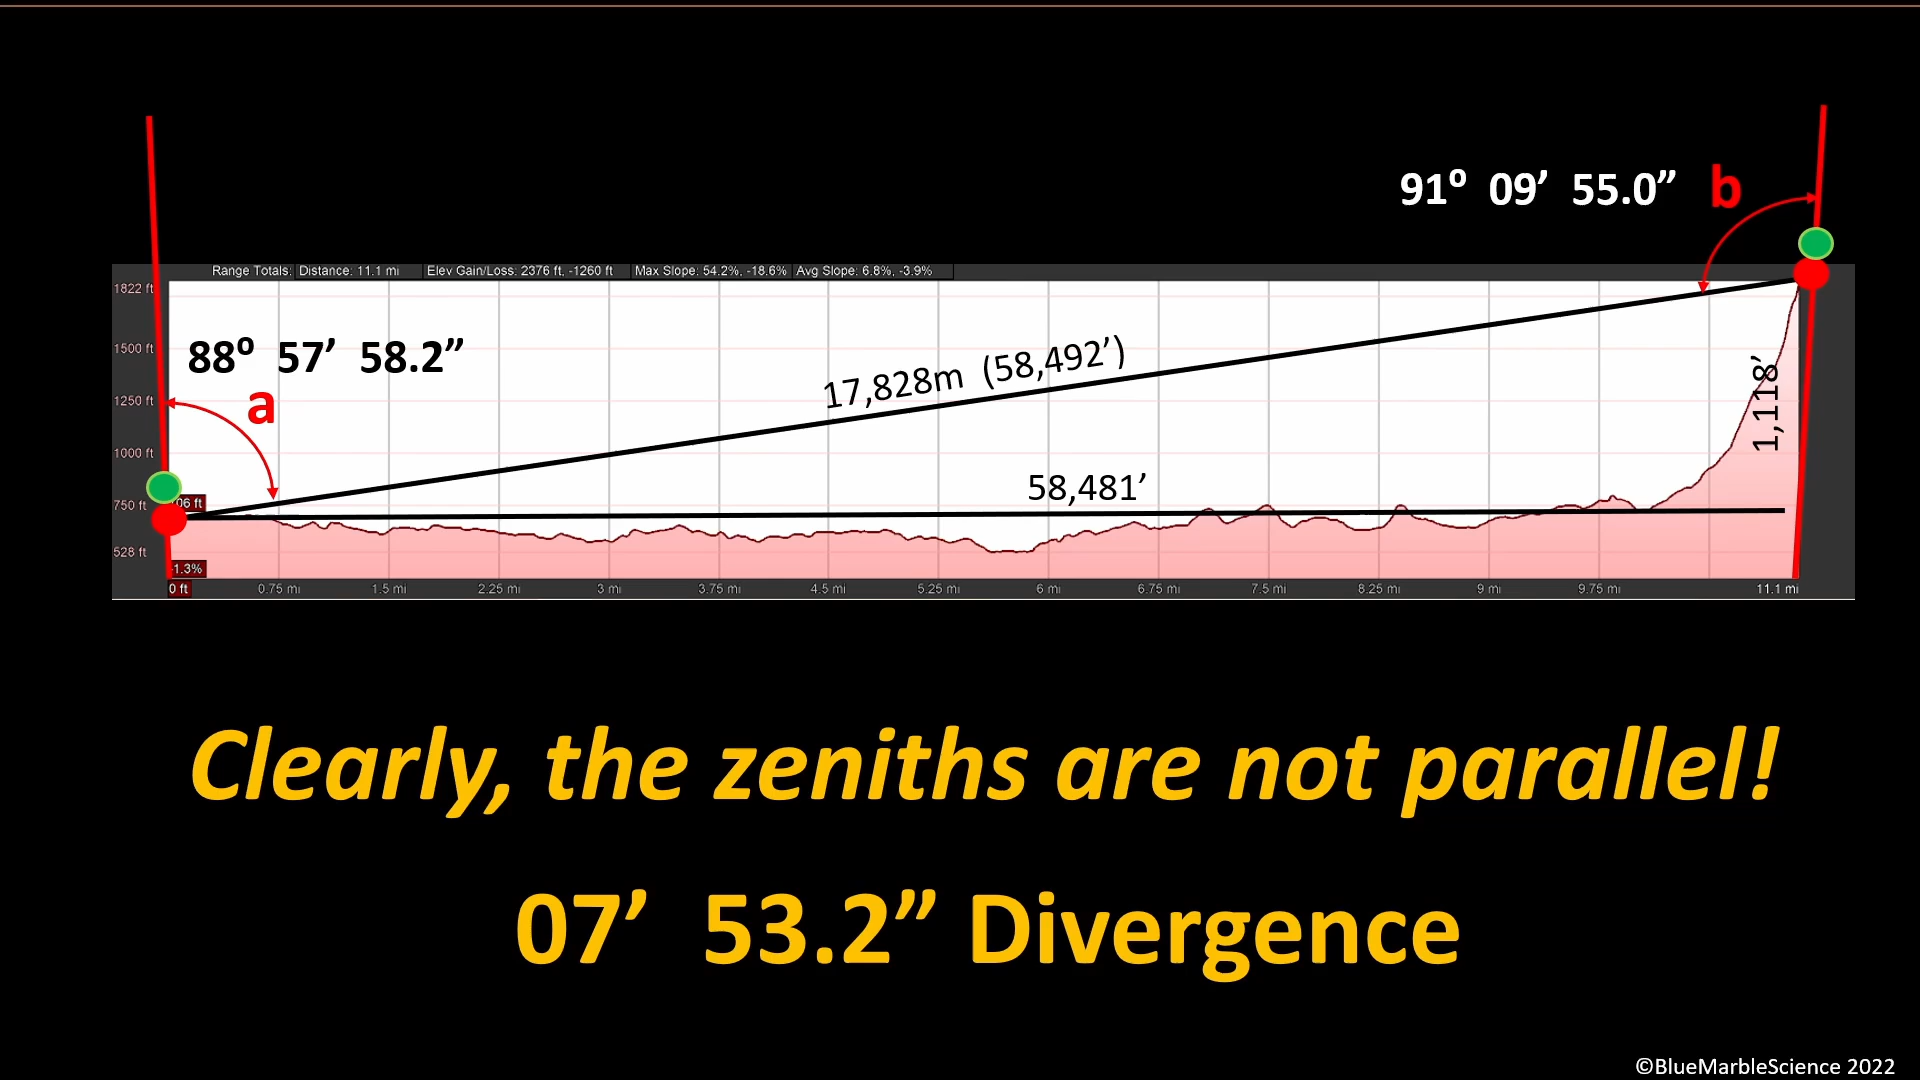 91º 09’ 55.0” b
Range Totals: Distance: 11.1 mi Elev Gain/Loss: 2376 ft, -1260 ft Max Slope: 54.2%, -18.6% Avg Slope: 6.8%, -3.9%
1822 ft
1500 ft
88º 57’ 58.2”
a
17,828m (58,492’)
1,118’
1250 ft
1000 ft
58,481’
750 ft
06 ft
528 ft
1.3%
0 ft 0.75 mi 1.5 mi 2.25 mi 3 mi 3.75 mi 4.5 mi 5.25 mi 6 mi 6.75 mi 7.5 mi 8.25 mi 9 mi 9.75 mi 11.1 mi
Clearly, the zeniths are not parallel!
07’ 53.2” Divergence
©BlueMarbleScience 2022